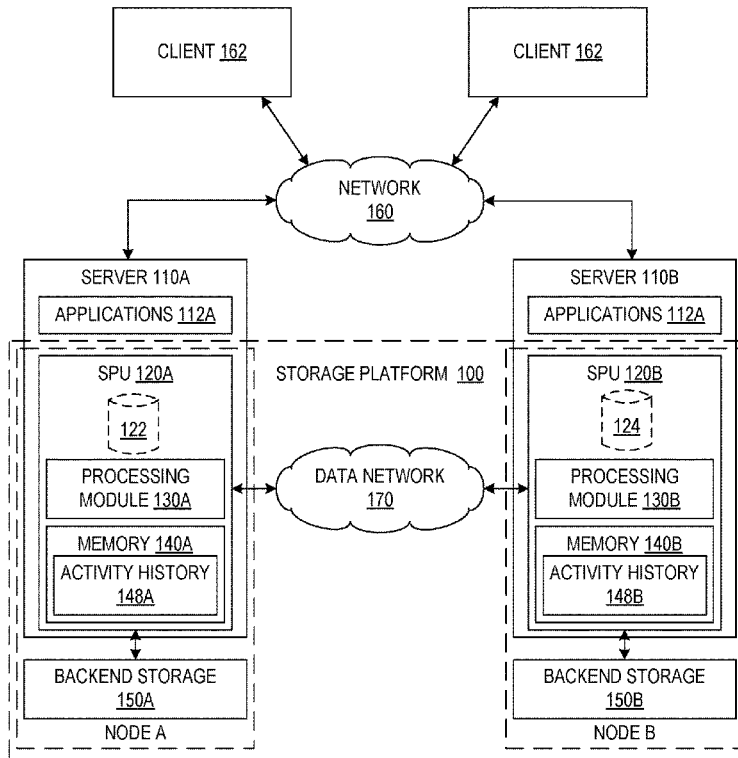 CLIENT 162
CLIENT 162
NETWORK
160
SERVER 110A
APPLICATIONS 112A
SERVER 110B
APPLICATIONS 112A
STORAGE PLATFORM 100
SPU 120A
122
PROCESSING
MODULE 130A
MEMORY 140A
ACTIVITY HISTORY
148A
DATA NETWORK
170
SPU 120B
124
PROCESSING
MODULE 130B
MEMORY 140B
ACTIVITY HISTORY
148B
BACKEND STORAGE
150A
NODE A
BACKEND STORAGE
150B
NODE B